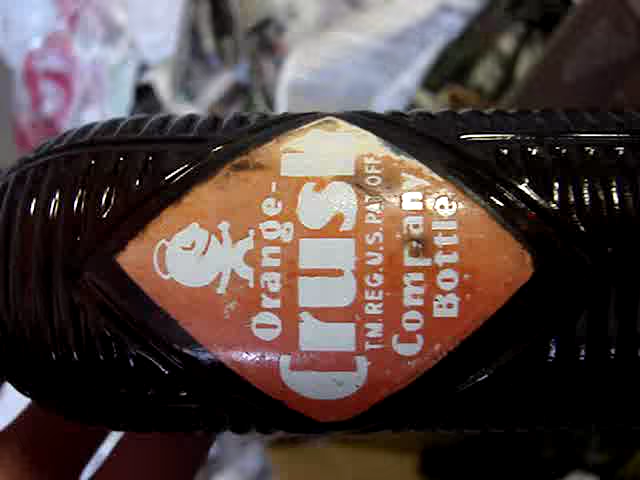 Orange-
Crush
T.M.REG.U.S.PAT.OFF
Company
Bottle